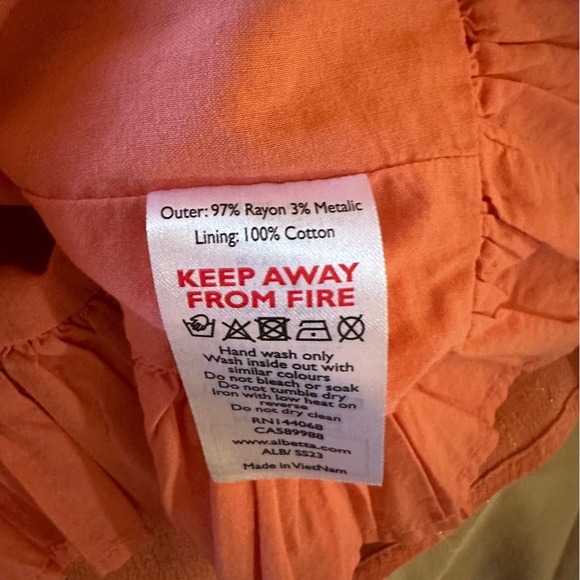 Outer: 97% Rayon 3% Metallic
Lining: 100% Cotton
KEEP AWAY
FROM FIRE
Hand wash only
Wash inside out with
similar colours
Do not bleach or soak
Do not tumble dry
Iron with low heat on
reverse
Do not dry clean
RN144068
CA589988
www.albetta.com
ALB/ SS23
Made in VietNam